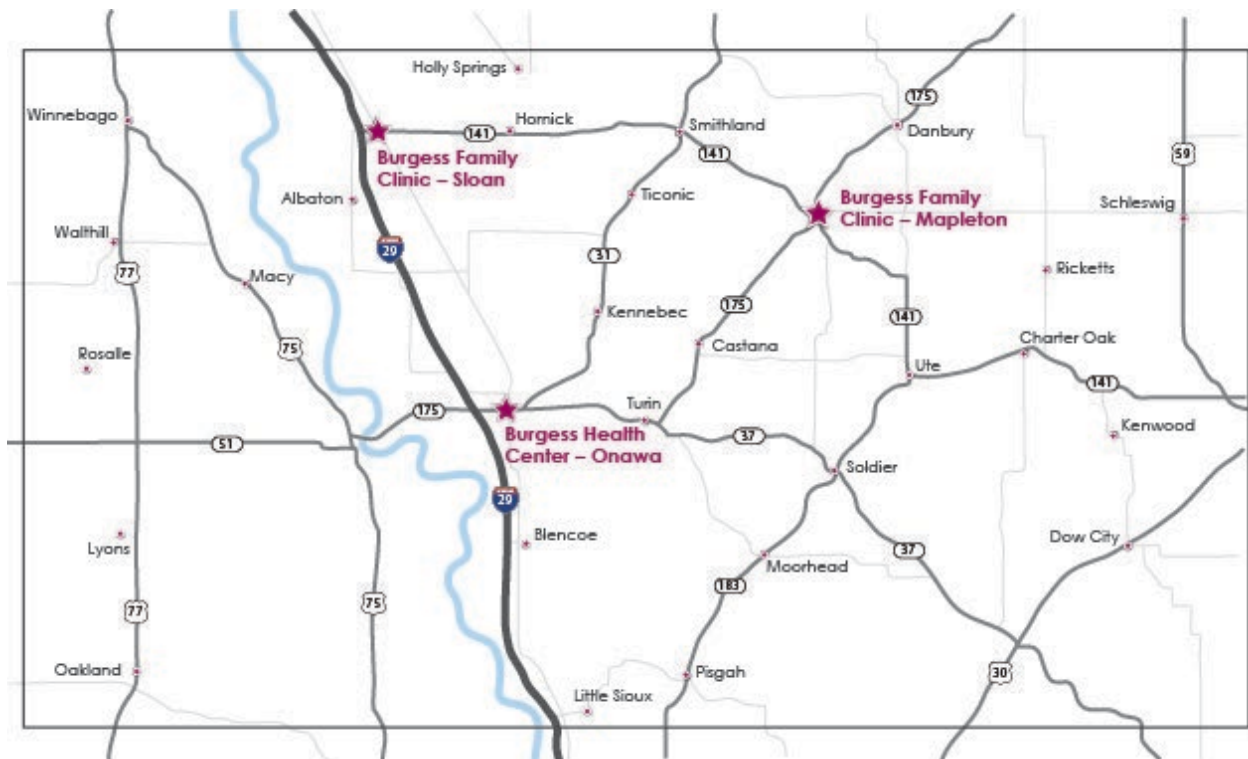 Holly Springs
175
Winnebago
141
Hornick
Smithland
Danbury
141
59
Burgess Family
Clinic – Sloan
Albaton
Ticonic
Burgess Family
Clinic – Mapleton
Schleswig
Walthill
29
31
77
Macy
Ricketts
175
Kennebec
141
75
Castana
Charter Oak
Rosalle
Ute
141
175
Turin
Burgess Health
Center – Onawa
37
Kenwood
51
Soldier
29
Lyons
Blencoe
37
Dow City
Moorhead
183
77
75
Oakland
Pisgah
30
Little Sioux